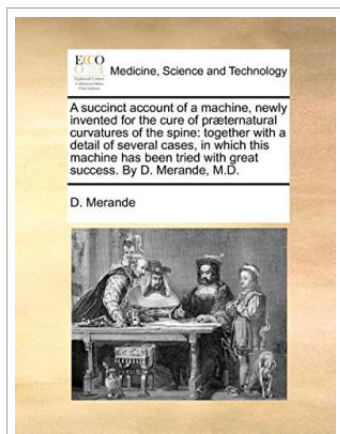 ECCO
Medicine, Science and Technology
A succinct account of a machine, newly
invented for the cure of præternatural
curvatures of the spine: together with a
detail of several cases, in which this
machine has been tried with great
success. By D. Merande, M.D.
D. Merande